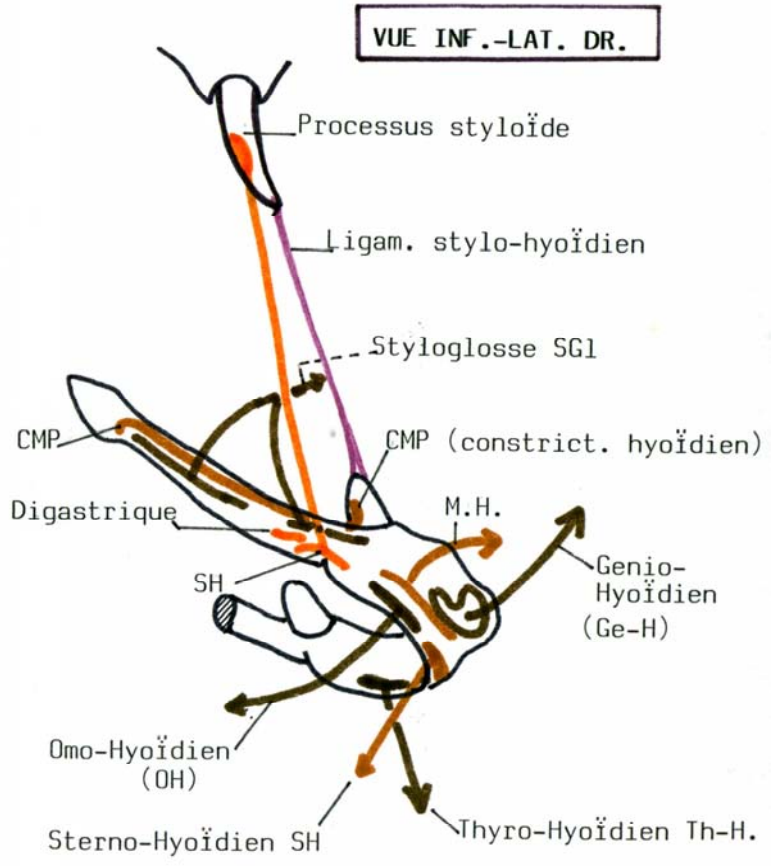 VUE INF.-LAT. DR.
Processus styloïde
Ligam. stylo-hyoïdien
Styloglosse SGl
CMP
CMP (constrict. hyoïdien)
Digastrique
M.H.
SH
Genio-
Hyoïdien
(Ge-H)
Omo-Hyoïdien
(OH)
Sterno-Hyoïdien SH
Thyro-Hyoïdien Th-H.